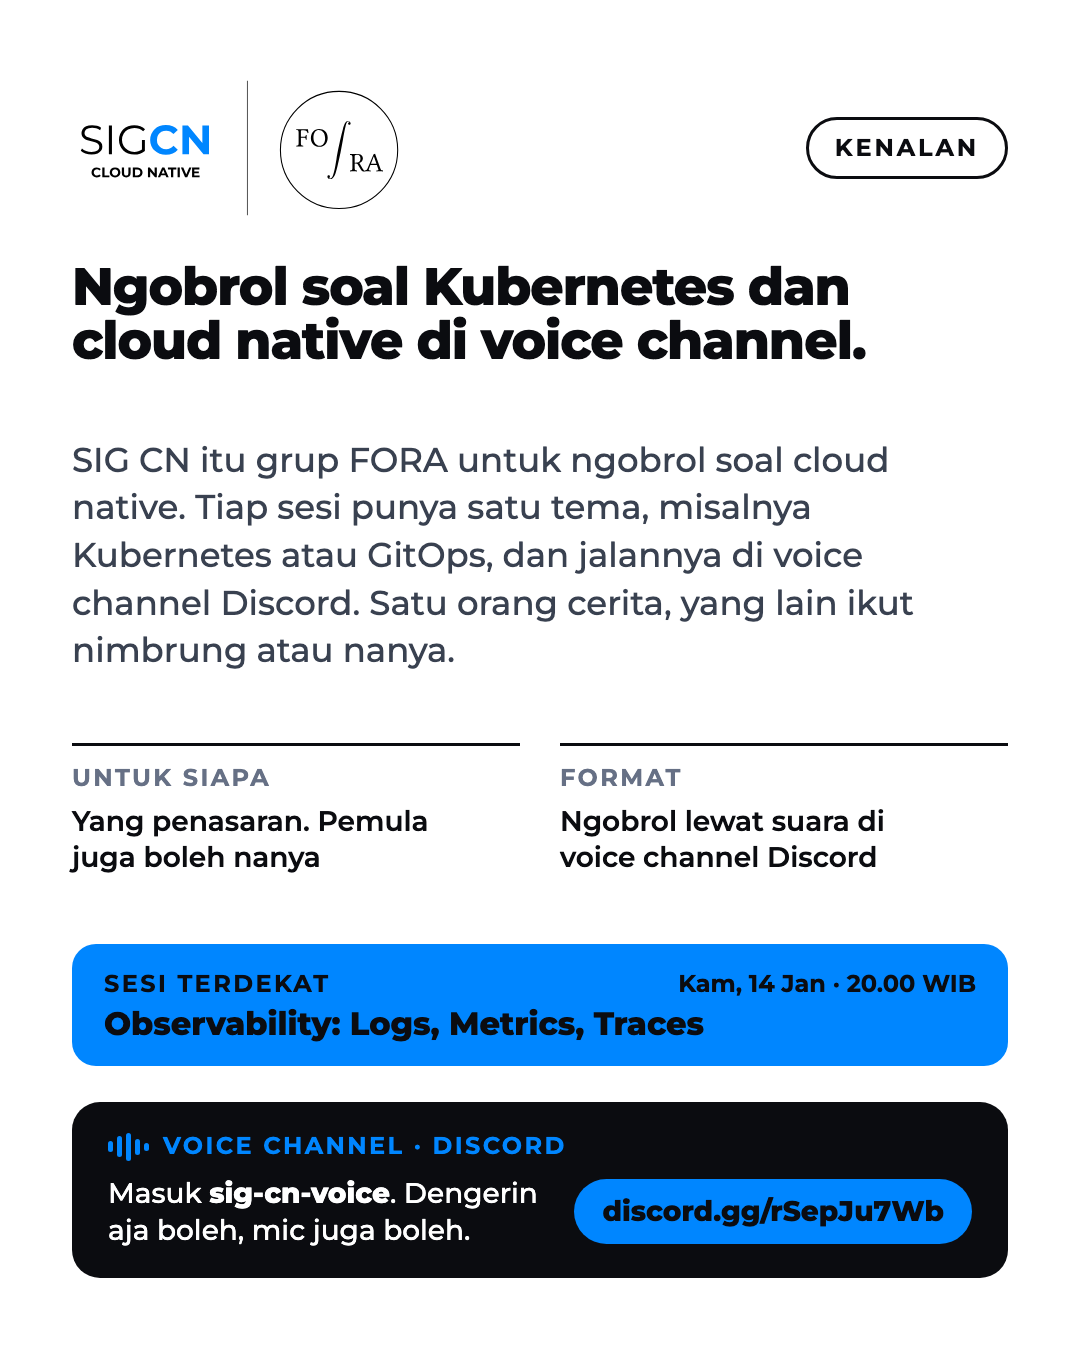 SIGCN
CLOUD NATIVE
FO∫RA
KENALAN
Ngobrol soal Kubernetes dan
cloud native di voice channel.
SIG CN itu grup FORA untuk ngobrol soal cloud
native. Tiap sesi punya satu tema, misalnya
Kubernetes atau GitOps, dan jalannya di voice
channel Discord. Satu orang cerita, yang lain ikut
nimbrung atau nanya.
UNTUK SIAPA
Yang penasaran. Pemula
juga boleh nanya
FORMAT
Ngobrol lewat suara di
voice channel Discord
SESI TERDEKAT
Kam, 14 Jan · 20.00 WIB
Observability: Logs, Metrics, Traces
VOICE CHANNEL · DISCORD
Masuk sig-cn-voice. Dengerin
aja boleh, mic juga boleh.
discord.gg/rSepJu7Wb